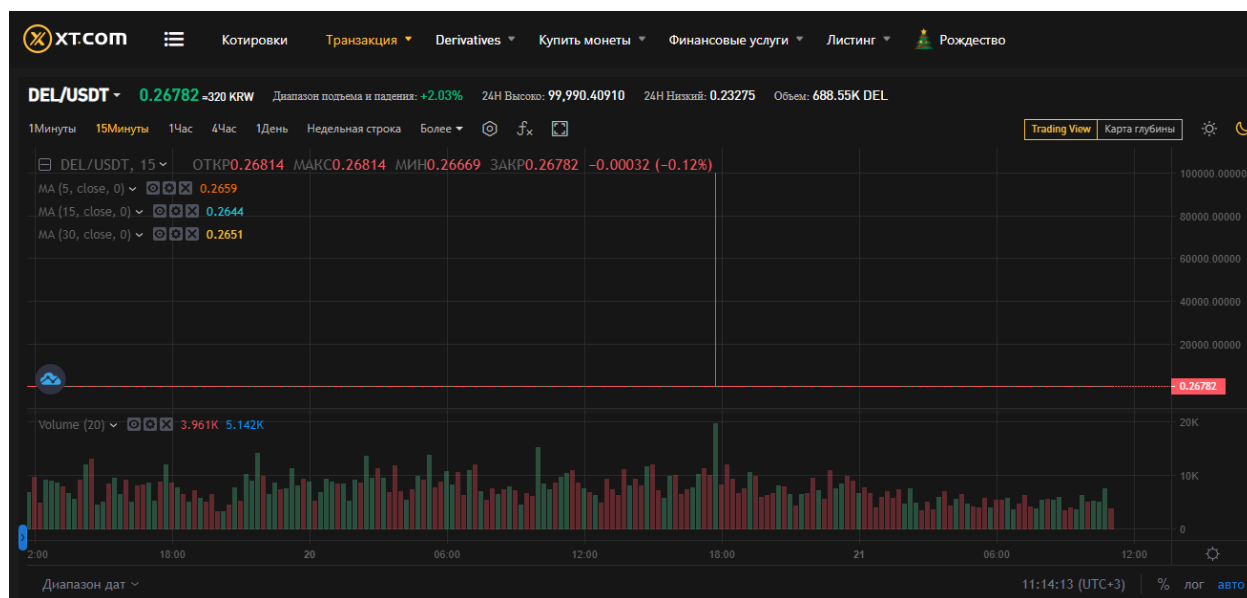 XT.COM Котировки Транзакция Derivatives Купить монеты Финансовые услуги Листинг Рождество
DEL/USDT 0.26782 ≈320 KRW Диапазон подъема и падения: +2.03% 24H Высоко: 99,990.40910 24H Низкий: 0.23275 Объем: 688.55K DEL
1Минуты 15Минуты 1Час 4Час 1День Недельная строка Более Trading View Карта глубины
DEL/USDT, 15 ОТКР0.26814 МАКС0.26814 МИН0.26669 ЗАКР0.26782 −0.00032 (−0.12%)
100000.00000
MA (5, close, 0) 0.2659
MA (15, close, 0) 0.2644
80000.00000
MA (30, close, 0) 0.2651
60000.00000
40000.00000
20000.00000
0.26782
Volume (20) 3.961K 5.142K
20K
10K
0
2:00 18:00 20 06:00 12:00 18:00 21 06:00 12:00
Диапазон дат 11:14:13 (UTC+3) % лог авто